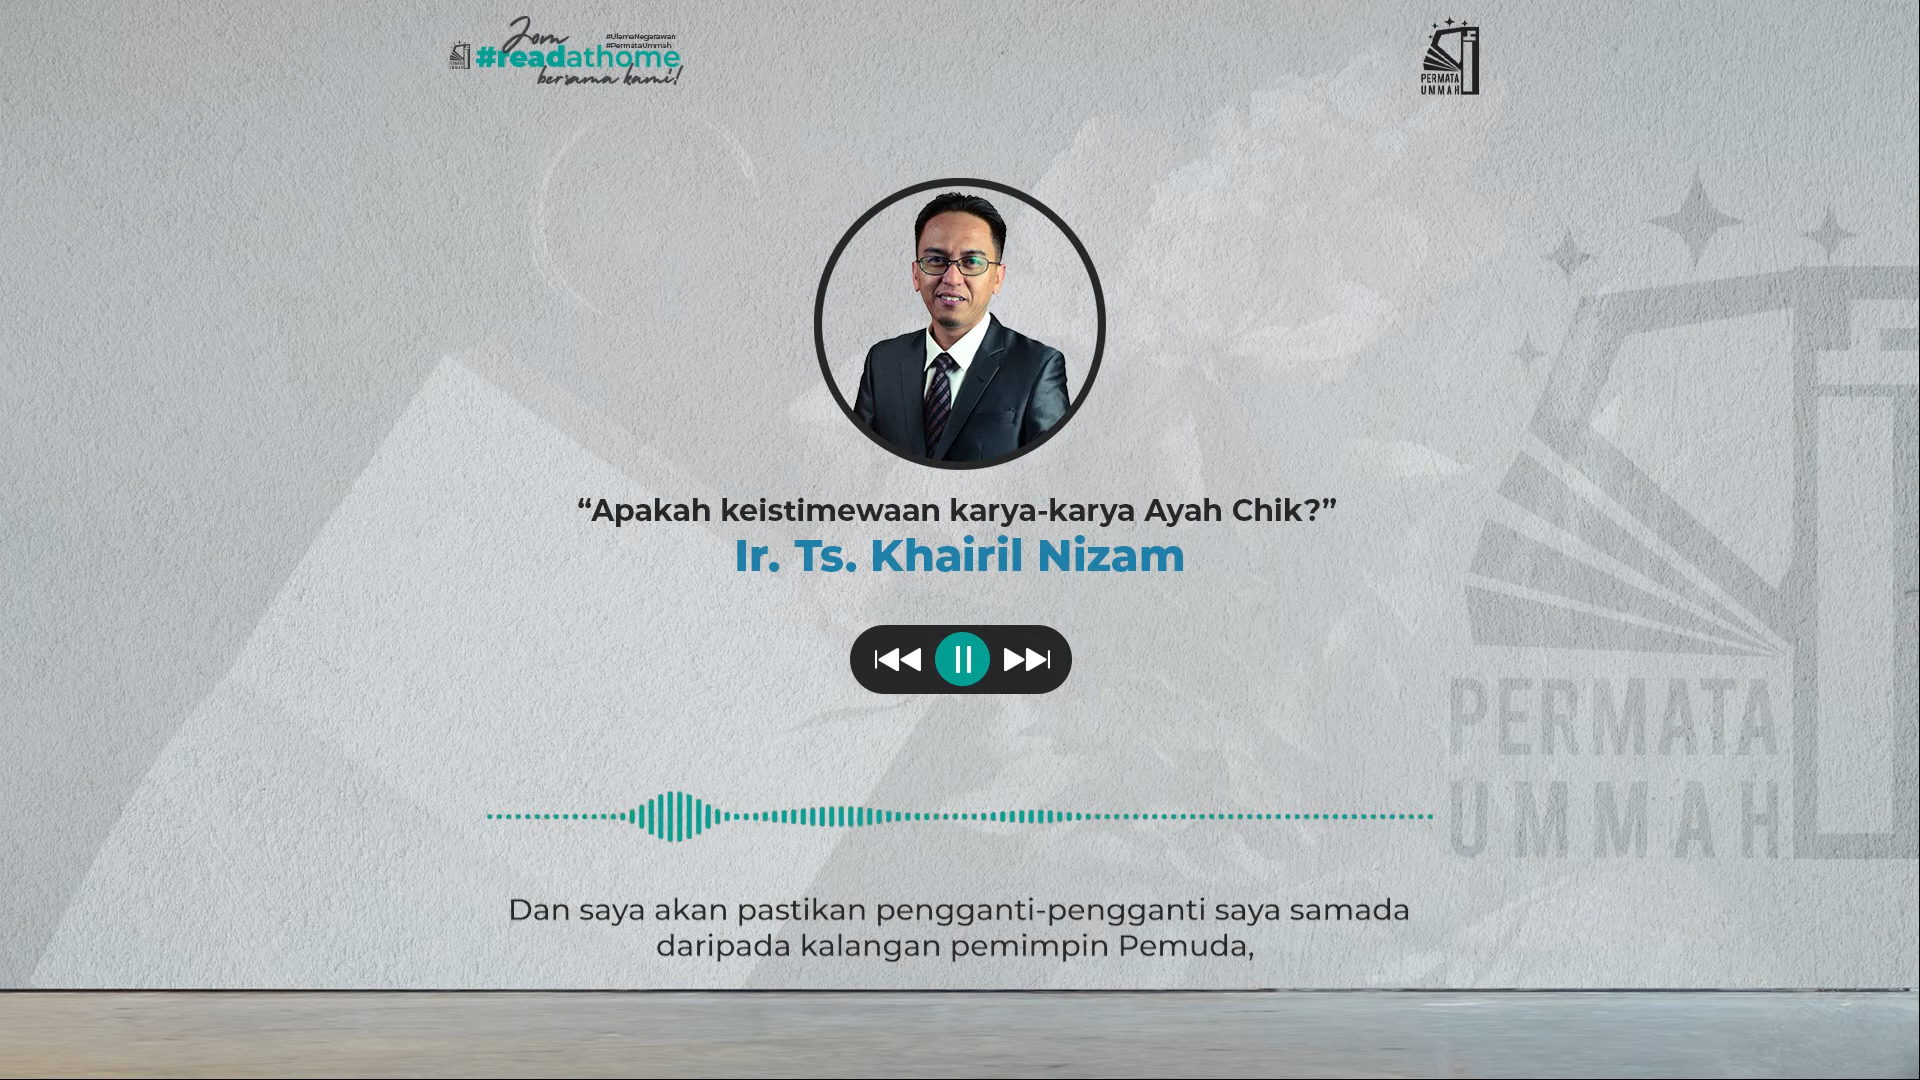 Jom
#UlamaNegarawan
#PermataUmmah
#readathome
bersama kami!
PERMATA
UMMAH
“Apakah keistimewaan karya-karya Ayah Chik?”
Ir. Ts. Khairil Nizam
PERMATA
UMMAH
Dan saya akan pastikan pengganti-pengganti saya samada
daripada kalangan pemimpin Pemuda,